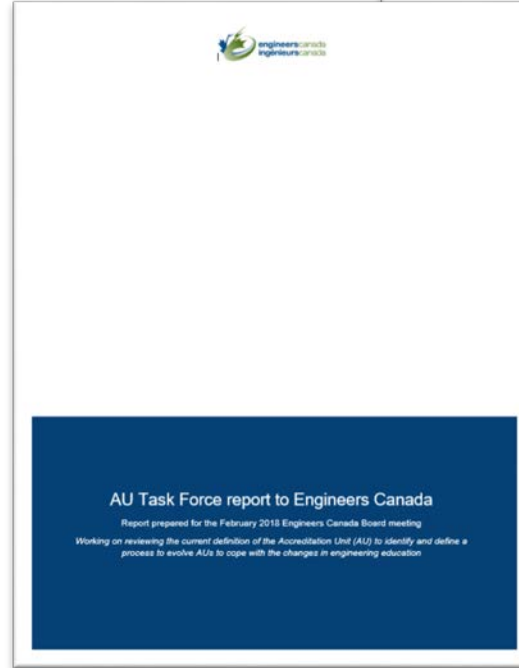 engineerscanada
ingénieurscanada
AU Task Force report to Engineers Canada
Report prepared for the February 2018 Engineers Canada Board meeting
Working on reviewing the current definition of the Accreditation Unit (AU) to identify and define a
process to evolve AUs to cope with the changes in engineering education